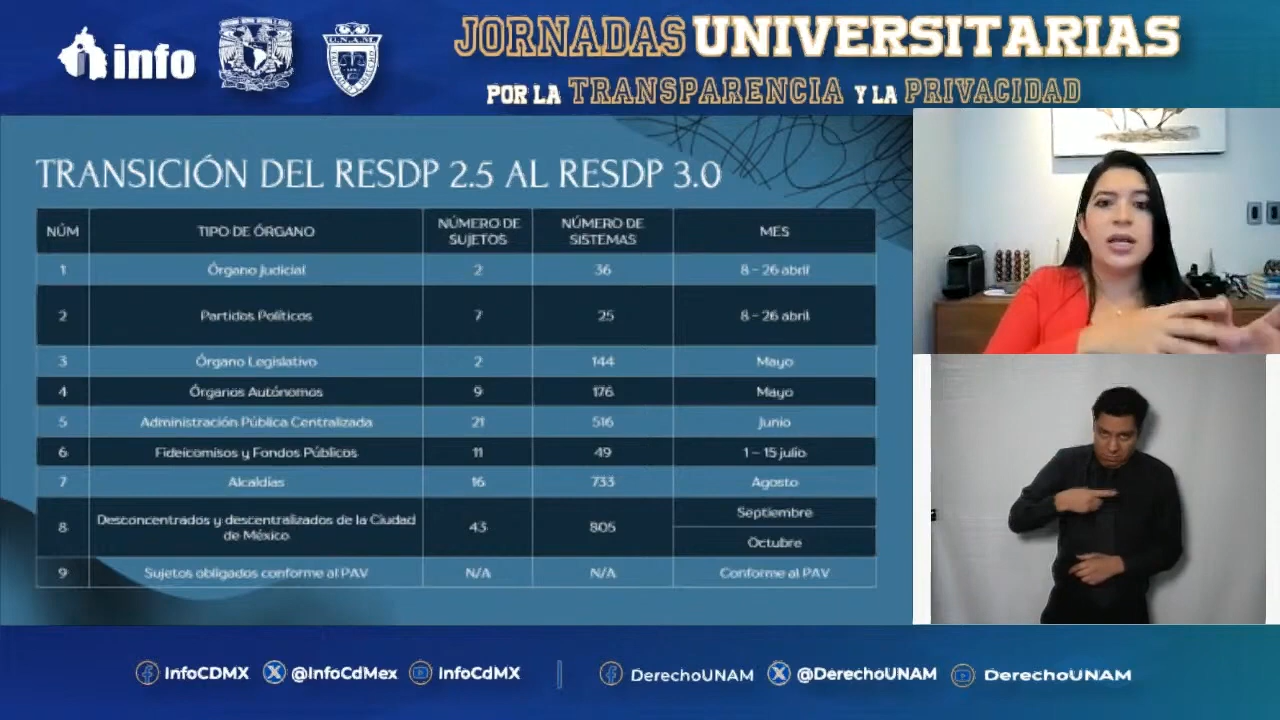 info
U.N.A.M.
JORNADAS UNIVERSITARIAS
POR LA TRANSPARENCIA Y LA PRIVACIDAD
TRANSICIÓN DEL RESDP 2.5 AL RESDP 3.0
NÚM TIPO DE ÓRGANO NÚMERO DE SUJETOS NÚMERO DE SISTEMAS MES
1 Órgano Judicial 2 36 8 - 26 abril
2 Partidos Políticos 7 25 8 - 26 abril
3 Órgano Legislativo 2 144 Mayo
4 Órganos Autónomos 9 176 Mayo
5 Administración Pública Centralizada 21 516 Junio
6 Fideicomisos y Fondos Públicos 11 49 1 – 15 julio
7 Alcaldías 16 733 Agosto
8 Desconcentrados y descentralizados de la Ciudad de México 43 805 Septiembre
Octubre
9 Sujetos obligados conforme al PAV N/A N/A Conforme al PAV
InfoCDMX @InfoCdMex InfoCdMX DerechoUNAM @DerechoUNAM DerechoUNAM